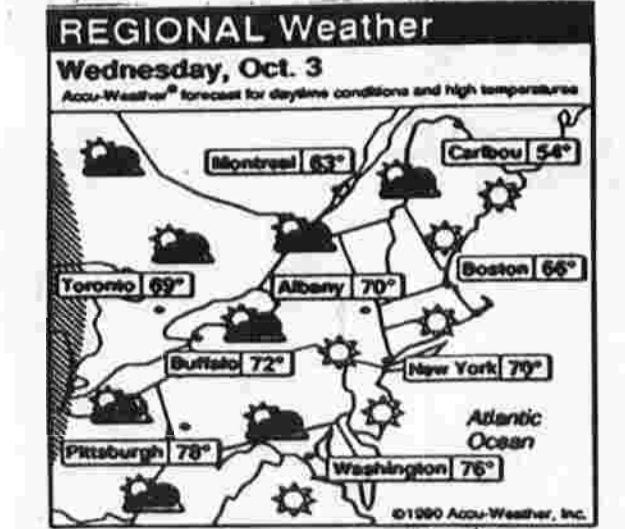 REGIONAL Weather
Wednesday, Oct. 3
Accu-Weather® forecast for daytime conditions and high temperatures
Montreal 63°
Caribou 54°
Boston 66°
Toronto 69°
Albany 70°
Buffalo 72°
New York 70°
Atlantic
Ocean
Pittsburgh 78°
Washington 76°
©1990 Accu-Weather, Inc.